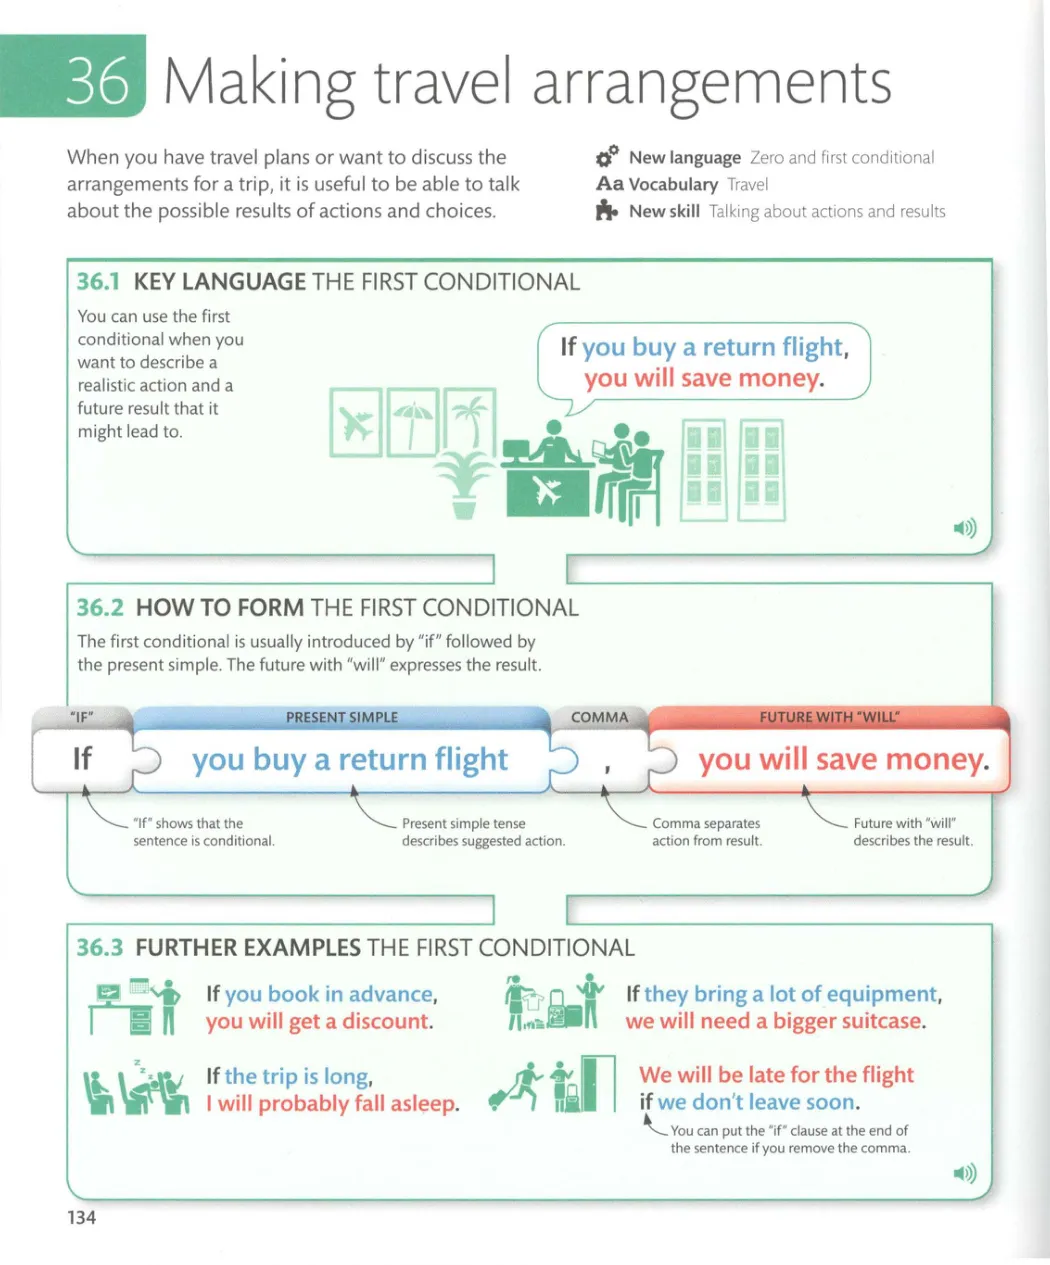 36 Making travel arrangements
When you have travel plans or want to discuss the
arrangements for a trip, it is useful to be able to talk
about the possible results of actions and choices.
New language Zero and first conditional
Aa Vocabulary Travel
New skill Talking about actions and results
36.1 KEY LANGUAGE THE FIRST CONDITIONAL
You can use the first
conditional when you
want to describe a
realistic action and a
future result that it
might lead to.
If you buy a return flight,
you will save money.
36.2 HOW TO FORM THE FIRST CONDITIONAL
The first conditional is usually introduced by "if" followed by
the present simple. The future with "will" expresses the result.
"IF" PRESENT SIMPLE COMMA FUTURE WITH "WILL"
If you buy a return flight , you will save money.
"If" shows that the
sentence is conditional.
Present simple tense
describes suggested action.
Comma separates
action from result.
Future with "will"
describes the result.
36.3 FURTHER EXAMPLES THE FIRST CONDITIONAL
If you book in advance,
you will get a discount.
If they bring a lot of equipment,
we will need a bigger suitcase.
z z z
If the trip is long,
I will probably fall asleep.
We will be late for the flight
if we don't leave soon.
You can put the "if" clause at the end of
the sentence if you remove the comma.
134